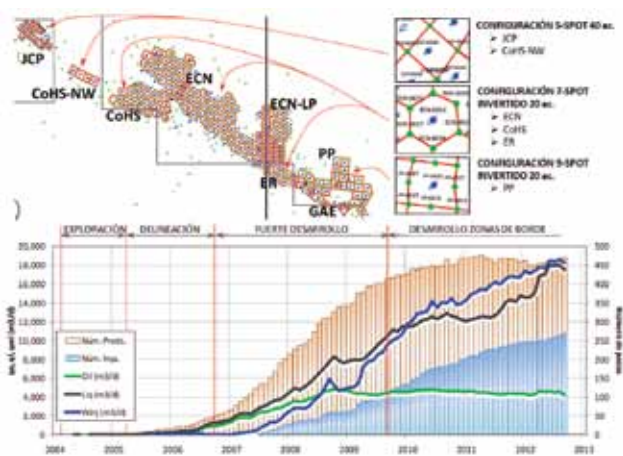 JCP
CoHS-NW
CoHS
ECN
ECN-LP
PP
ER
GAE
CONFIGURACIÓN 5-SPOT 40 ac.
JCP
CoHS-NW
CONFIGURACIÓN 7-SPOT
INVERTIDO 20 ac.
ECN
CoHS
ER
CONFIGURACIÓN 9-SPOT
INVERTIDO 20 ac.
PP
)
EXPLORACIÓN
DELINEACIÓN
FUERTE DESARROLLO
DESARROLLO ZONAS DE BORDE
20,000
18,000
16,000
14,000
12,000
10,000
8,000
6,000
4,000
2,000
0
500
450
400
350
300
250
200
150
100
50
0
Núm. Prods.
Núm. Inys.
Oil (m3/d)
Liq (m3/d)
Winj (m3/d)
Número de pozos
2004 2005 2006 2007 2008 2009 2010 2011 2012 2013